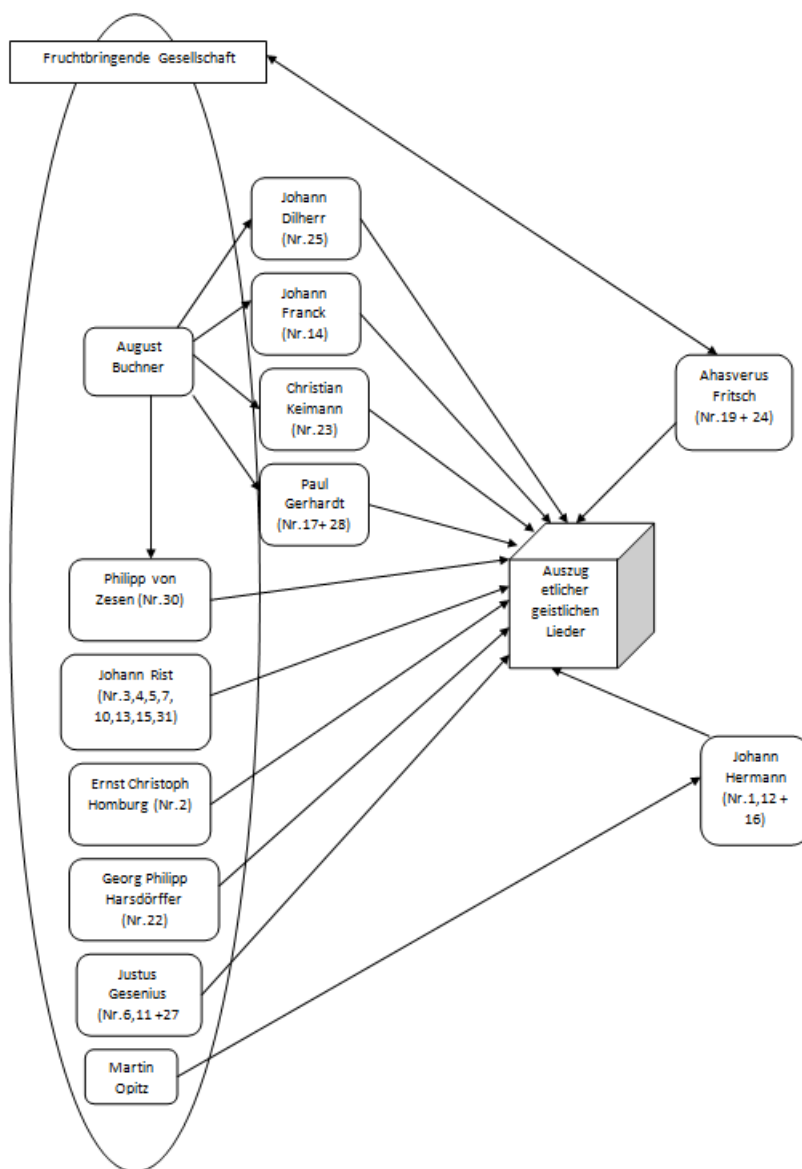 Fruchtbringende Gesellschaft
Johann
Dilherr
(Nr.25)
Johann
Franck
(Nr.14)
August
Buchner
Christian
Keimann
(Nr.23)
Ahasverus
Fritsch
(Nr.19 + 24)
Paul
Gerhardt
(Nr.17+ 28)
Philipp von
Zesen (Nr.30)
Auszug
etlicher
geistlichen
Lieder
Johann Rist
(Nr.3,4,5,7,
10,13,15,31)
Ernst Christoph
Homburg (Nr.2)
Johann
Hermann
(Nr.1,12 +
16)
Georg Philipp
Harsdörffer
(Nr.22)
Justus
Gesenius
(Nr.6,11 +27
Martin
Opitz